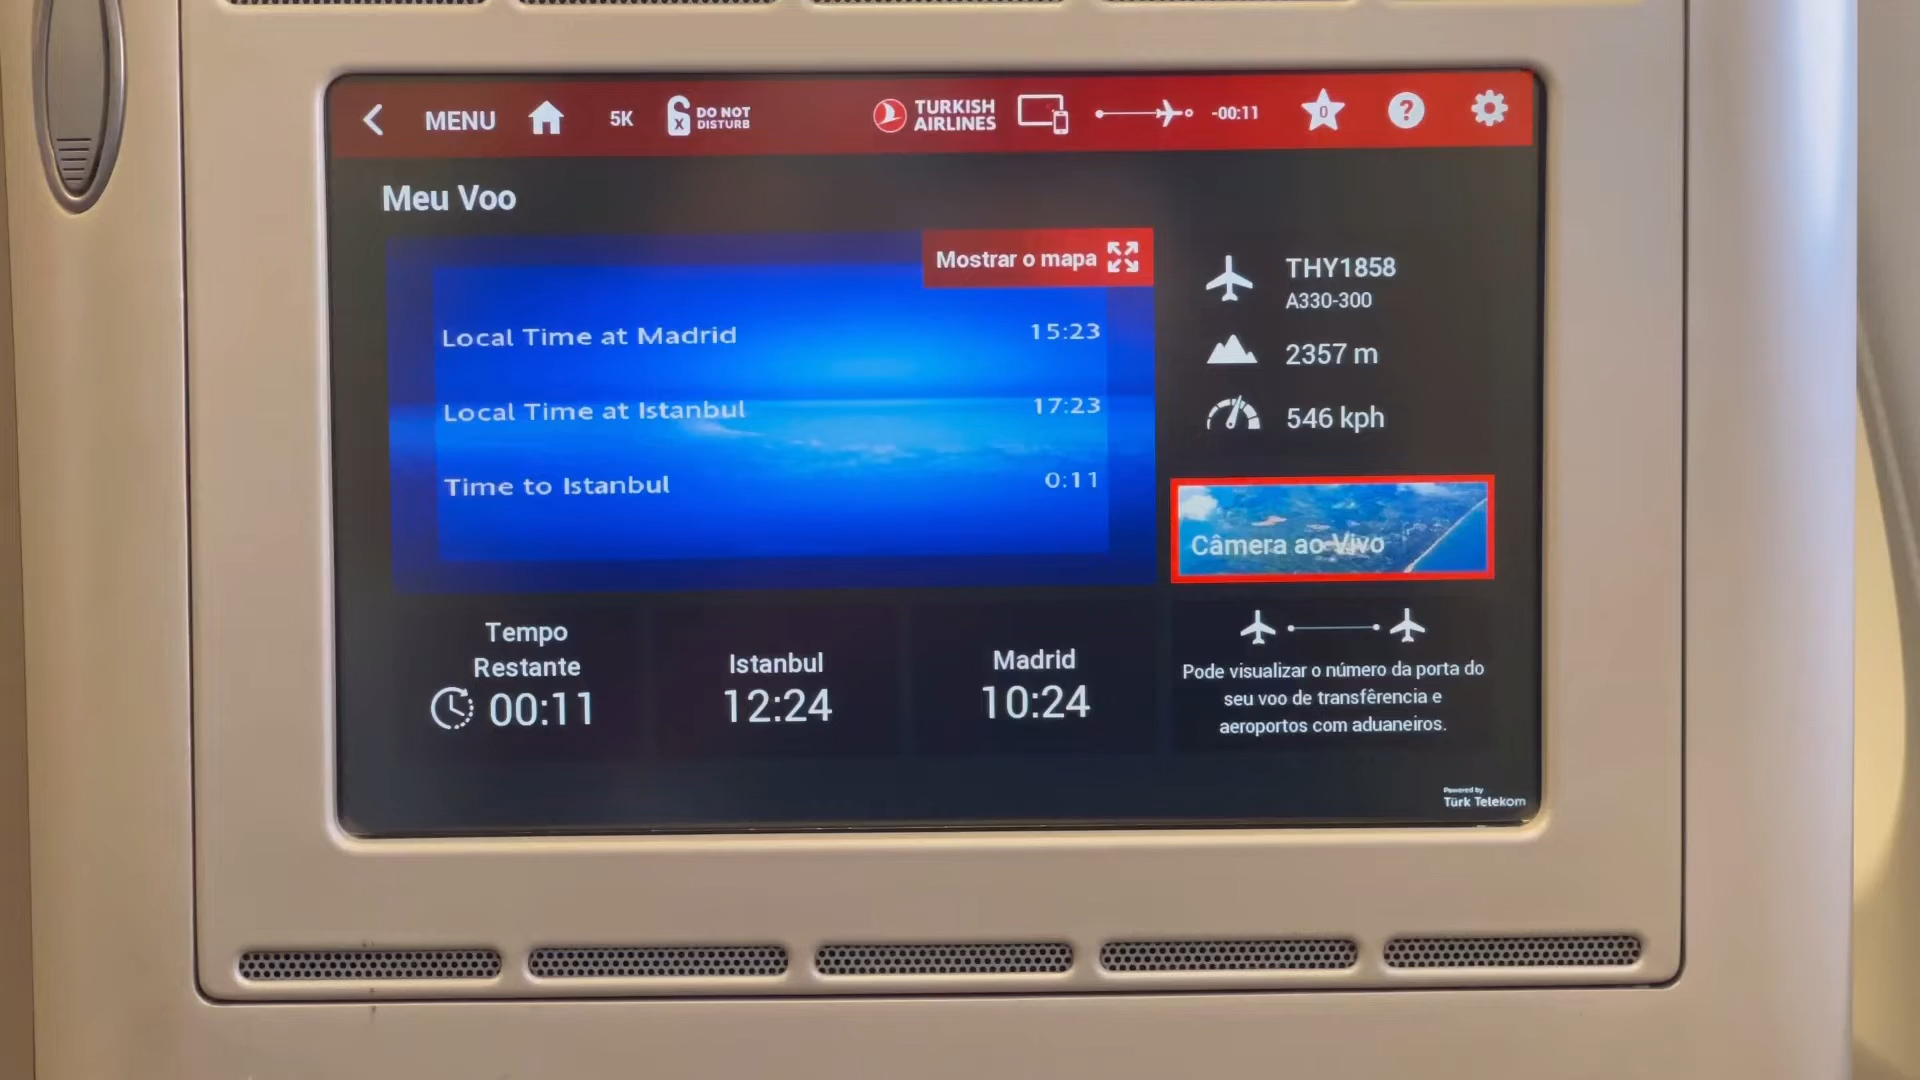 MENU
5K
DO NOT
DISTURB
TURKISH
AIRLINES
-00:11
0
?
Meu Voo
Mostrar o mapa
Local Time at Madrid 15:23
Local Time at Istanbul 17:23
Time to Istanbul 0:11
THY1858
A330-300
2357 m
546 kph
Câmera ao Vivo
Tempo
Restante
00:11
Istanbul
12:24
Madrid
10:24
Pode visualizar o número da porta do
seu voo de transfêrencia e
aeroportos com aduaneiros.
Powered by
Türk Telekom